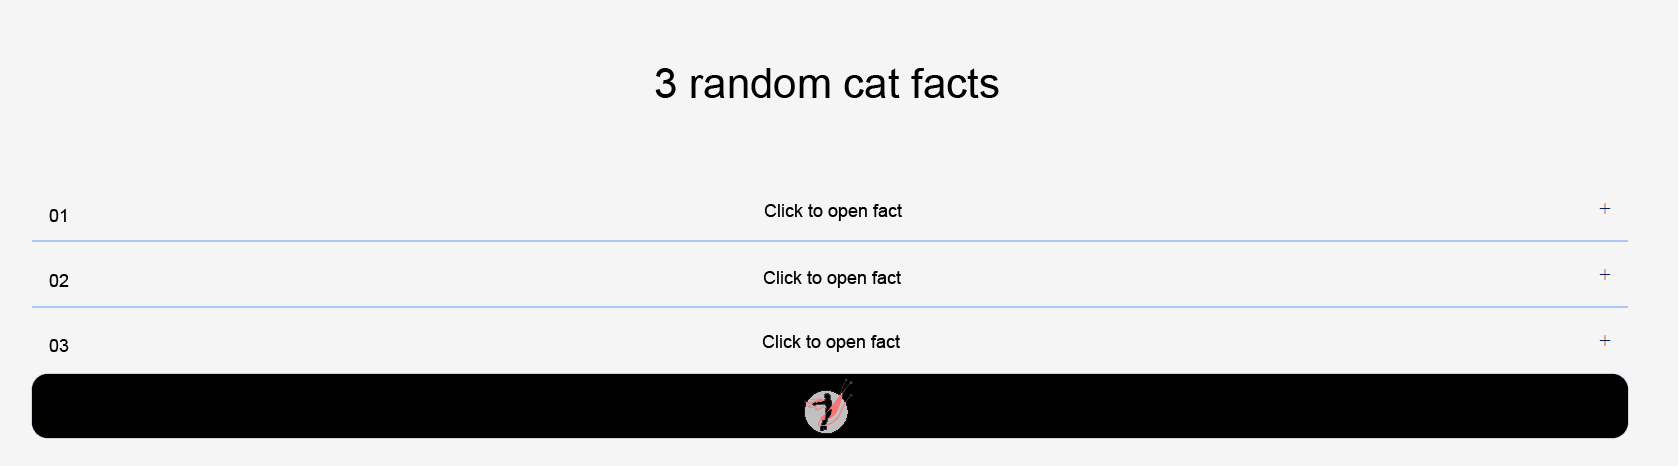 3 random cat facts
01 Click to open fact +
02 Click to open fact +
03 Click to open fact +